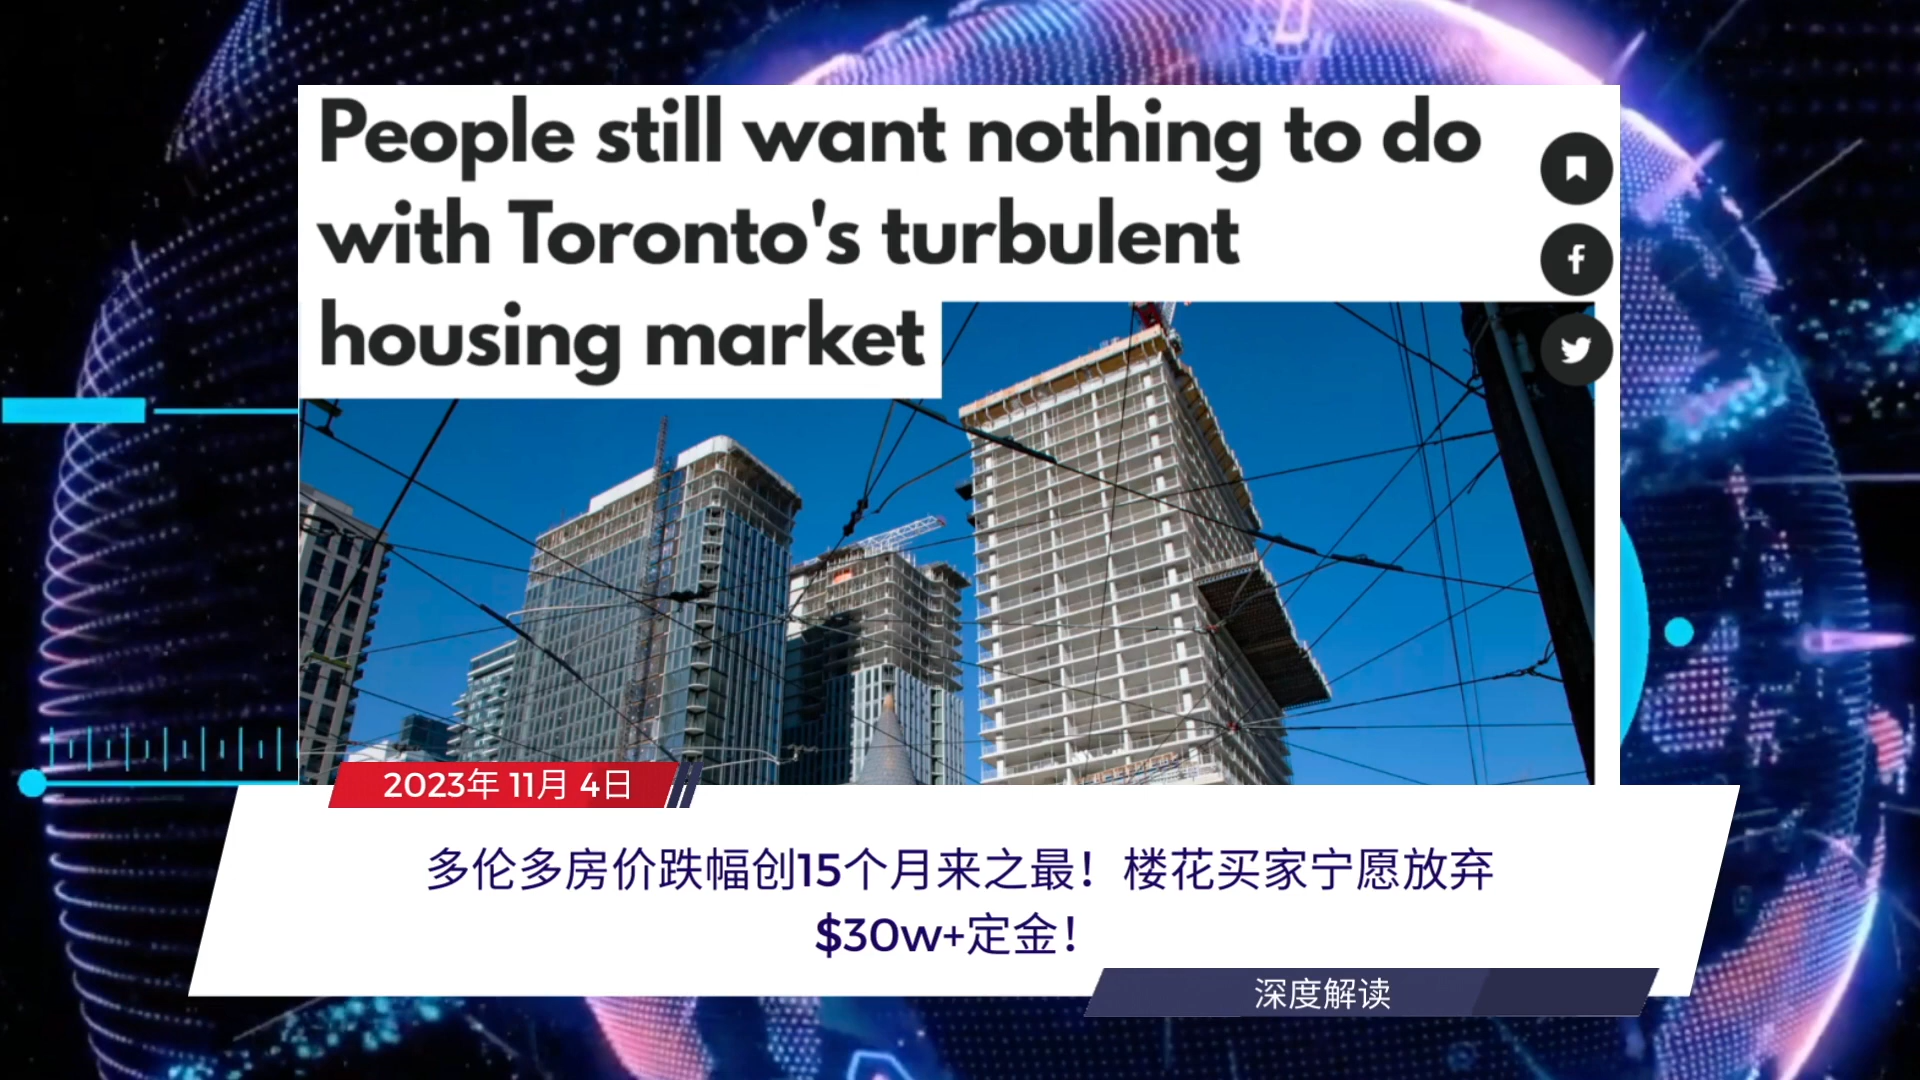 People still want nothing to do
with Toronto's turbulent
housing market
2023年 11月 4日
多伦多房价跌幅创15个月来之最！楼花买家宁愿放弃
$30w+定金！
深度解读